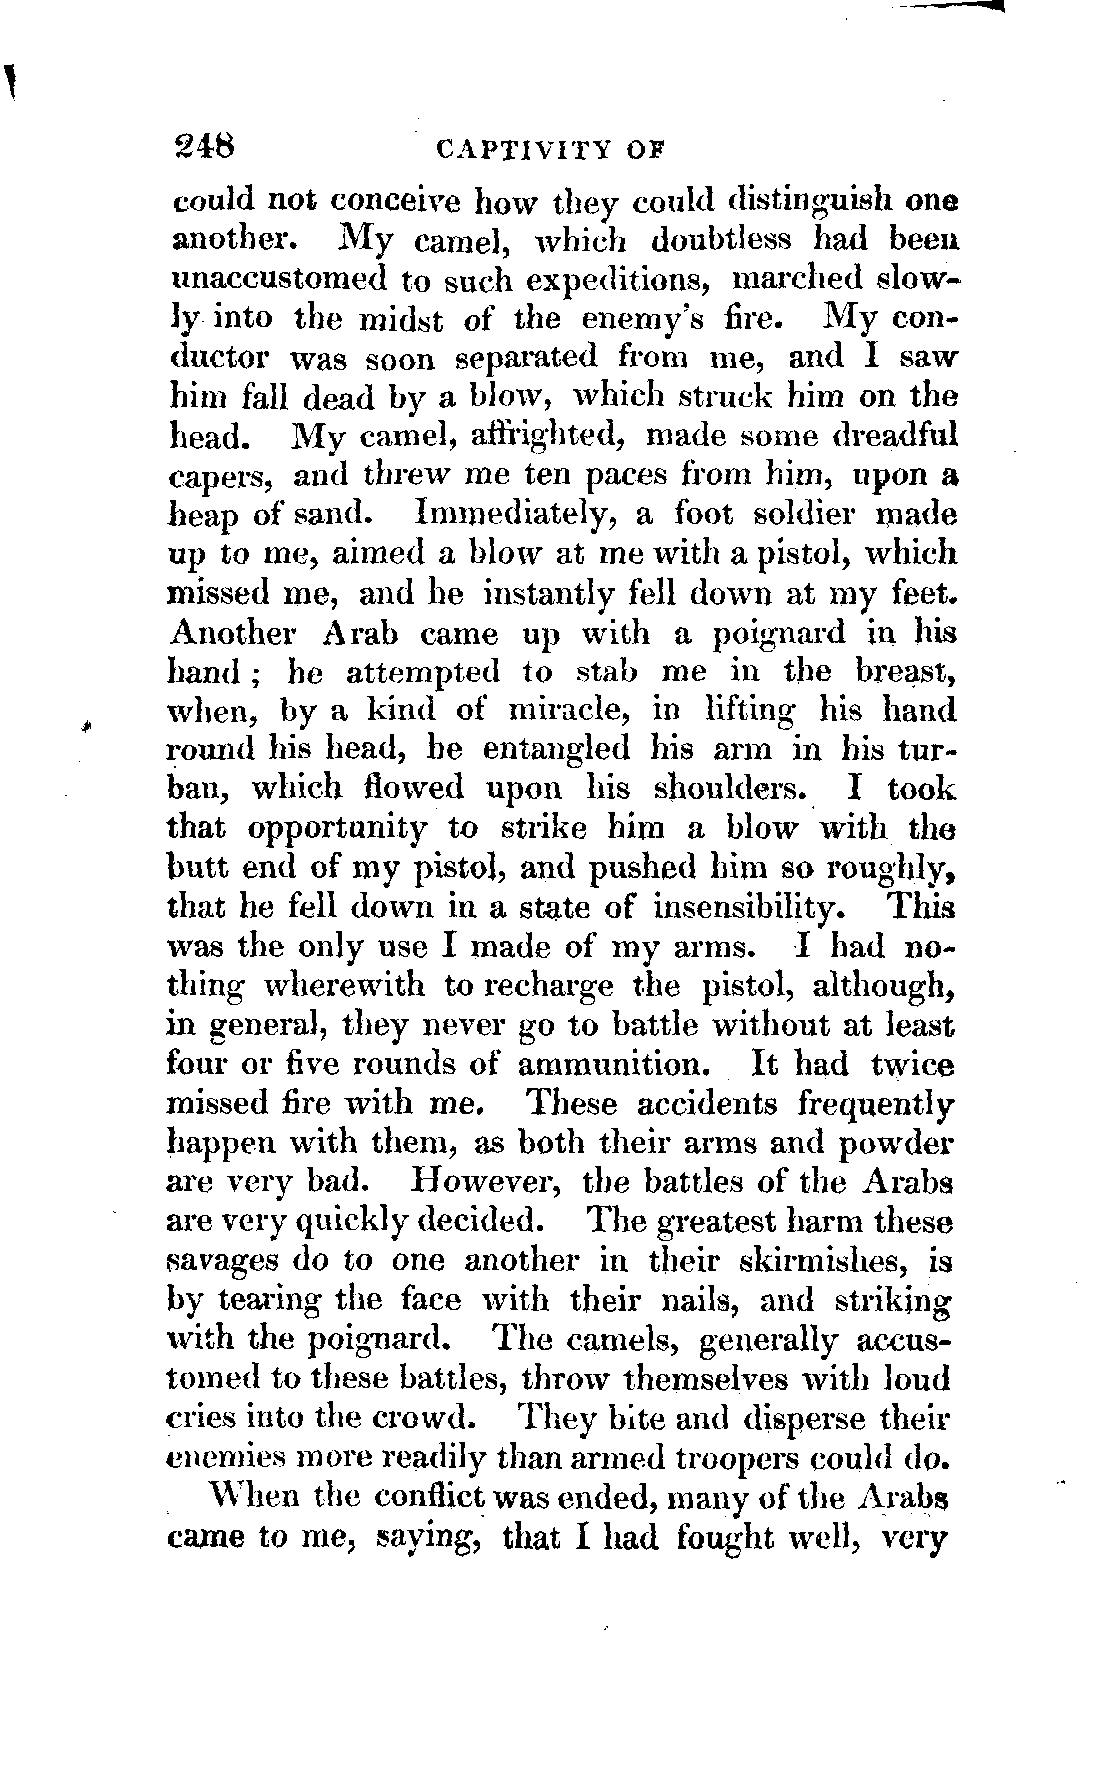 248 CAPTIVITY OF
could not conceive how they could distinguish one
another. My camel, which doubtless had been
unaccustomed to such expeditions, marched slow-
ly into the midst of the enemy's fire. My con-
ductor was soon separated from me, and I saw
him fall dead by a blow, which struck him on the
head. My camel, affrighted, made some dreadful
capers, and threw me ten paces from him, upon a
heap of sand. Immediately, a foot soldier made
up to me, aimed a blow at me with a pistol, which
missed me, and he instantly fell down at my feet.
Another Arab came up with a poignard in his
hand ; he attempted to stab me in the breast,
when, by a kind of miracle, in lifting his hand
round his head, he entangled his arm in his tur-
ban, which flowed upon his shoulders. I took
that opportunity to strike him a blow with the
butt end of my pistol, and pushed him so roughly,
that he fell down in a state of insensibility. This
was the only use I made of my arms. I had no-
thing wherewith to recharge the pistol, although,
in general, they never go to battle without at least
four or five rounds of ammunition. It had twice
missed fire with me. These accidents frequently
happen with them, as both their arms and powder
are very bad. However, the battles of the Arabs
are very quickly decided. The greatest harm these
savages do to one another in their skirmishes, is
by tearing the face with their nails, and striking
with the poignard. The camels, generally accus-
tomed to these battles, throw themselves with loud
cries into the crowd. They bite and disperse their
enemies more readily than armed troopers could do.
When the conflict was ended, many of the Arabs
came to me, saying, that I had fought well, very